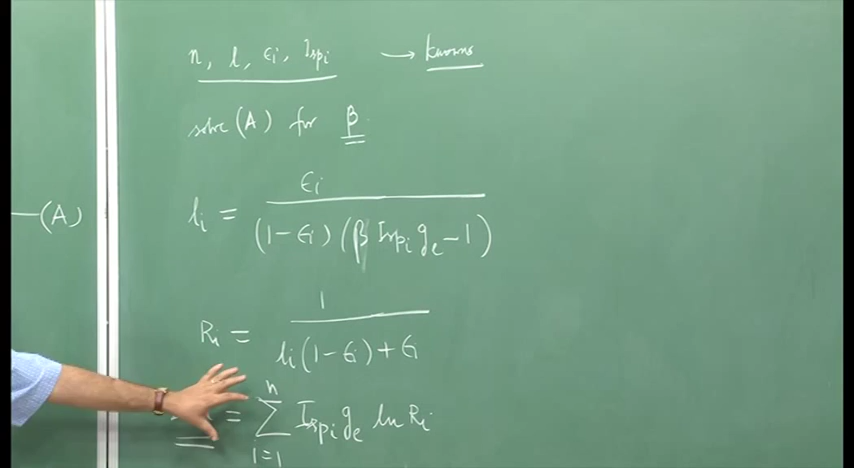 n, l, ϵi, Ispi → knowns
solve (A) for β
—(A)
li = ϵi / (1 - ϵi) (β Ispi ge - 1)
Ri = 1 / li(1 - ϵi) + ϵi
= Σ i=1 n Ispi ge ln Ri